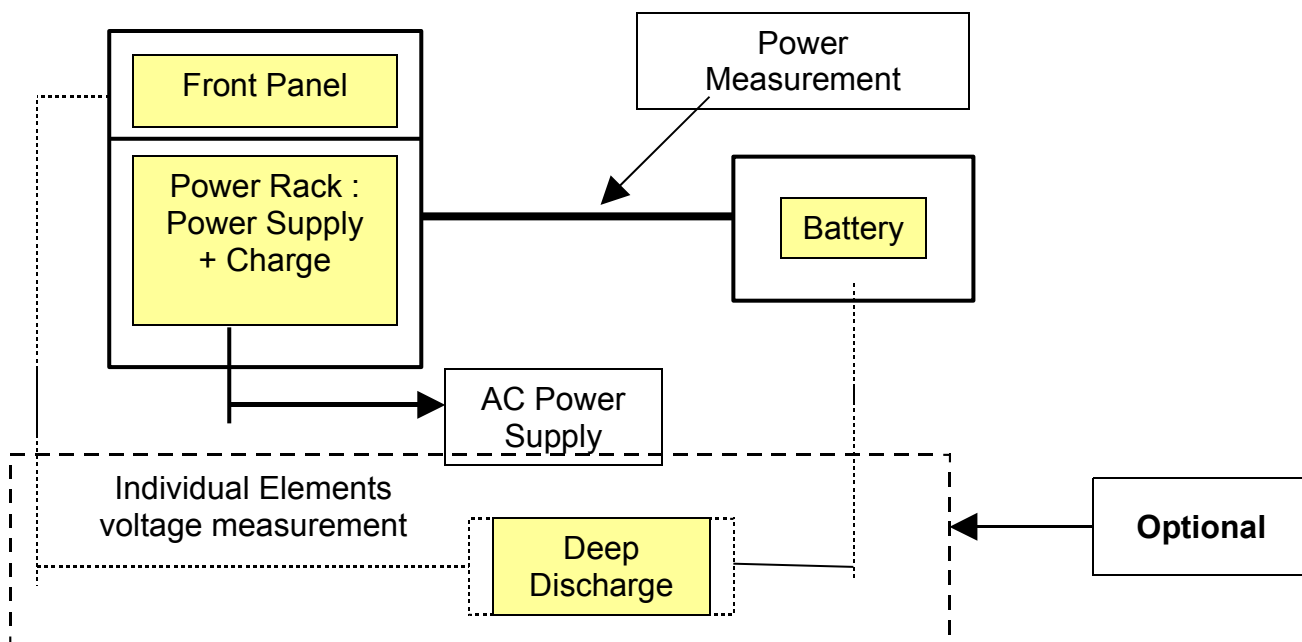 Power
Measurement
Front Panel
Power Rack :
Power Supply
+ Charge
Battery
AC Power
Supply
Individual Elements
voltage measurement
Deep
Discharge
Optional